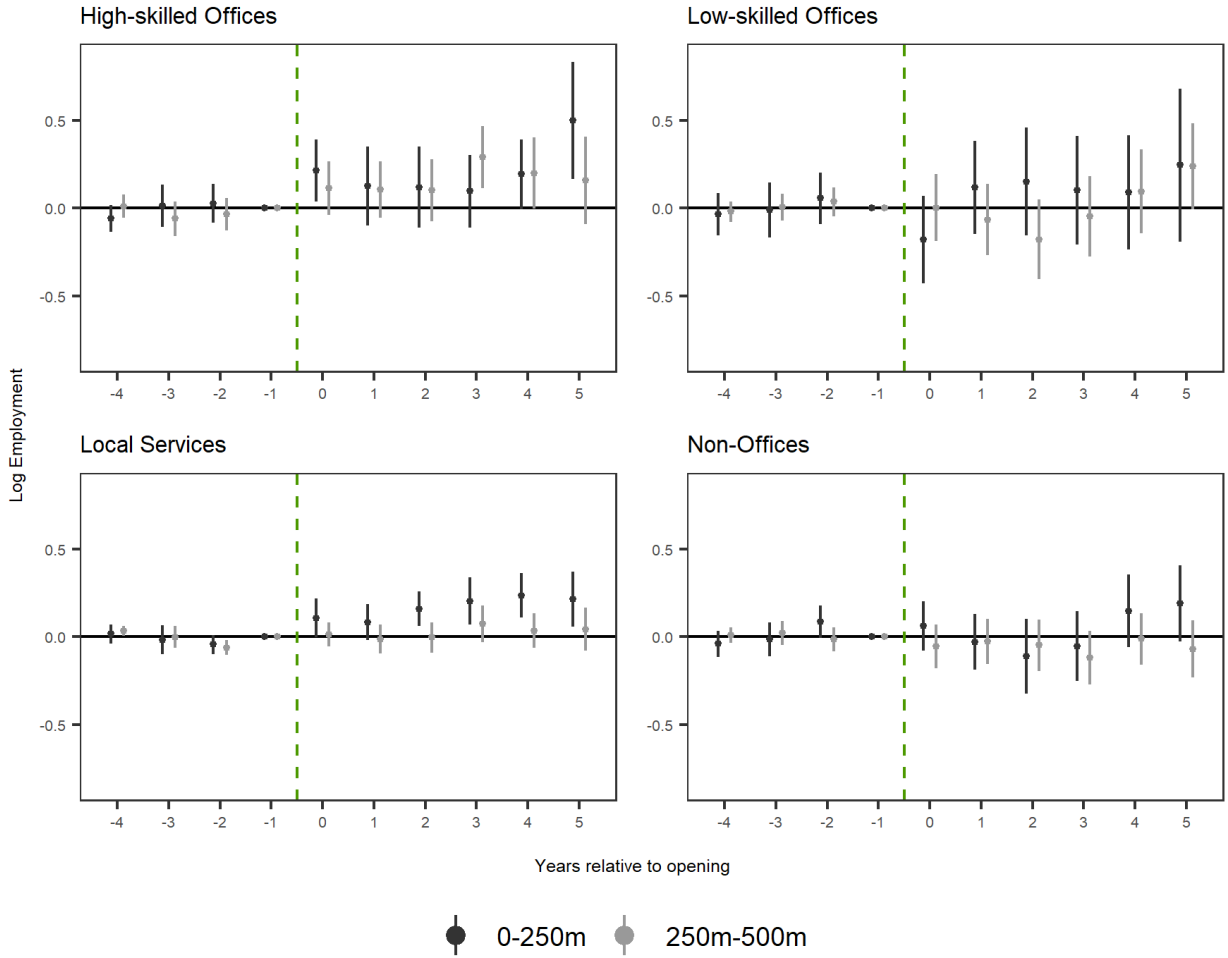 High-skilled Offices
Low-skilled Offices
0.5
0.0
-0.5
0.5
0.0
-0.5
-4 -3 -2 -1 0 1 2 3 4 5
-4 -3 -2 -1 0 1 2 3 4 5
Log Employment
Local Services
Non-Offices
0.5
0.0
-0.5
0.5
0.0
-0.5
-4 -3 -2 -1 0 1 2 3 4 5
-4 -3 -2 -1 0 1 2 3 4 5
Years relative to opening
0-250m 250m-500m